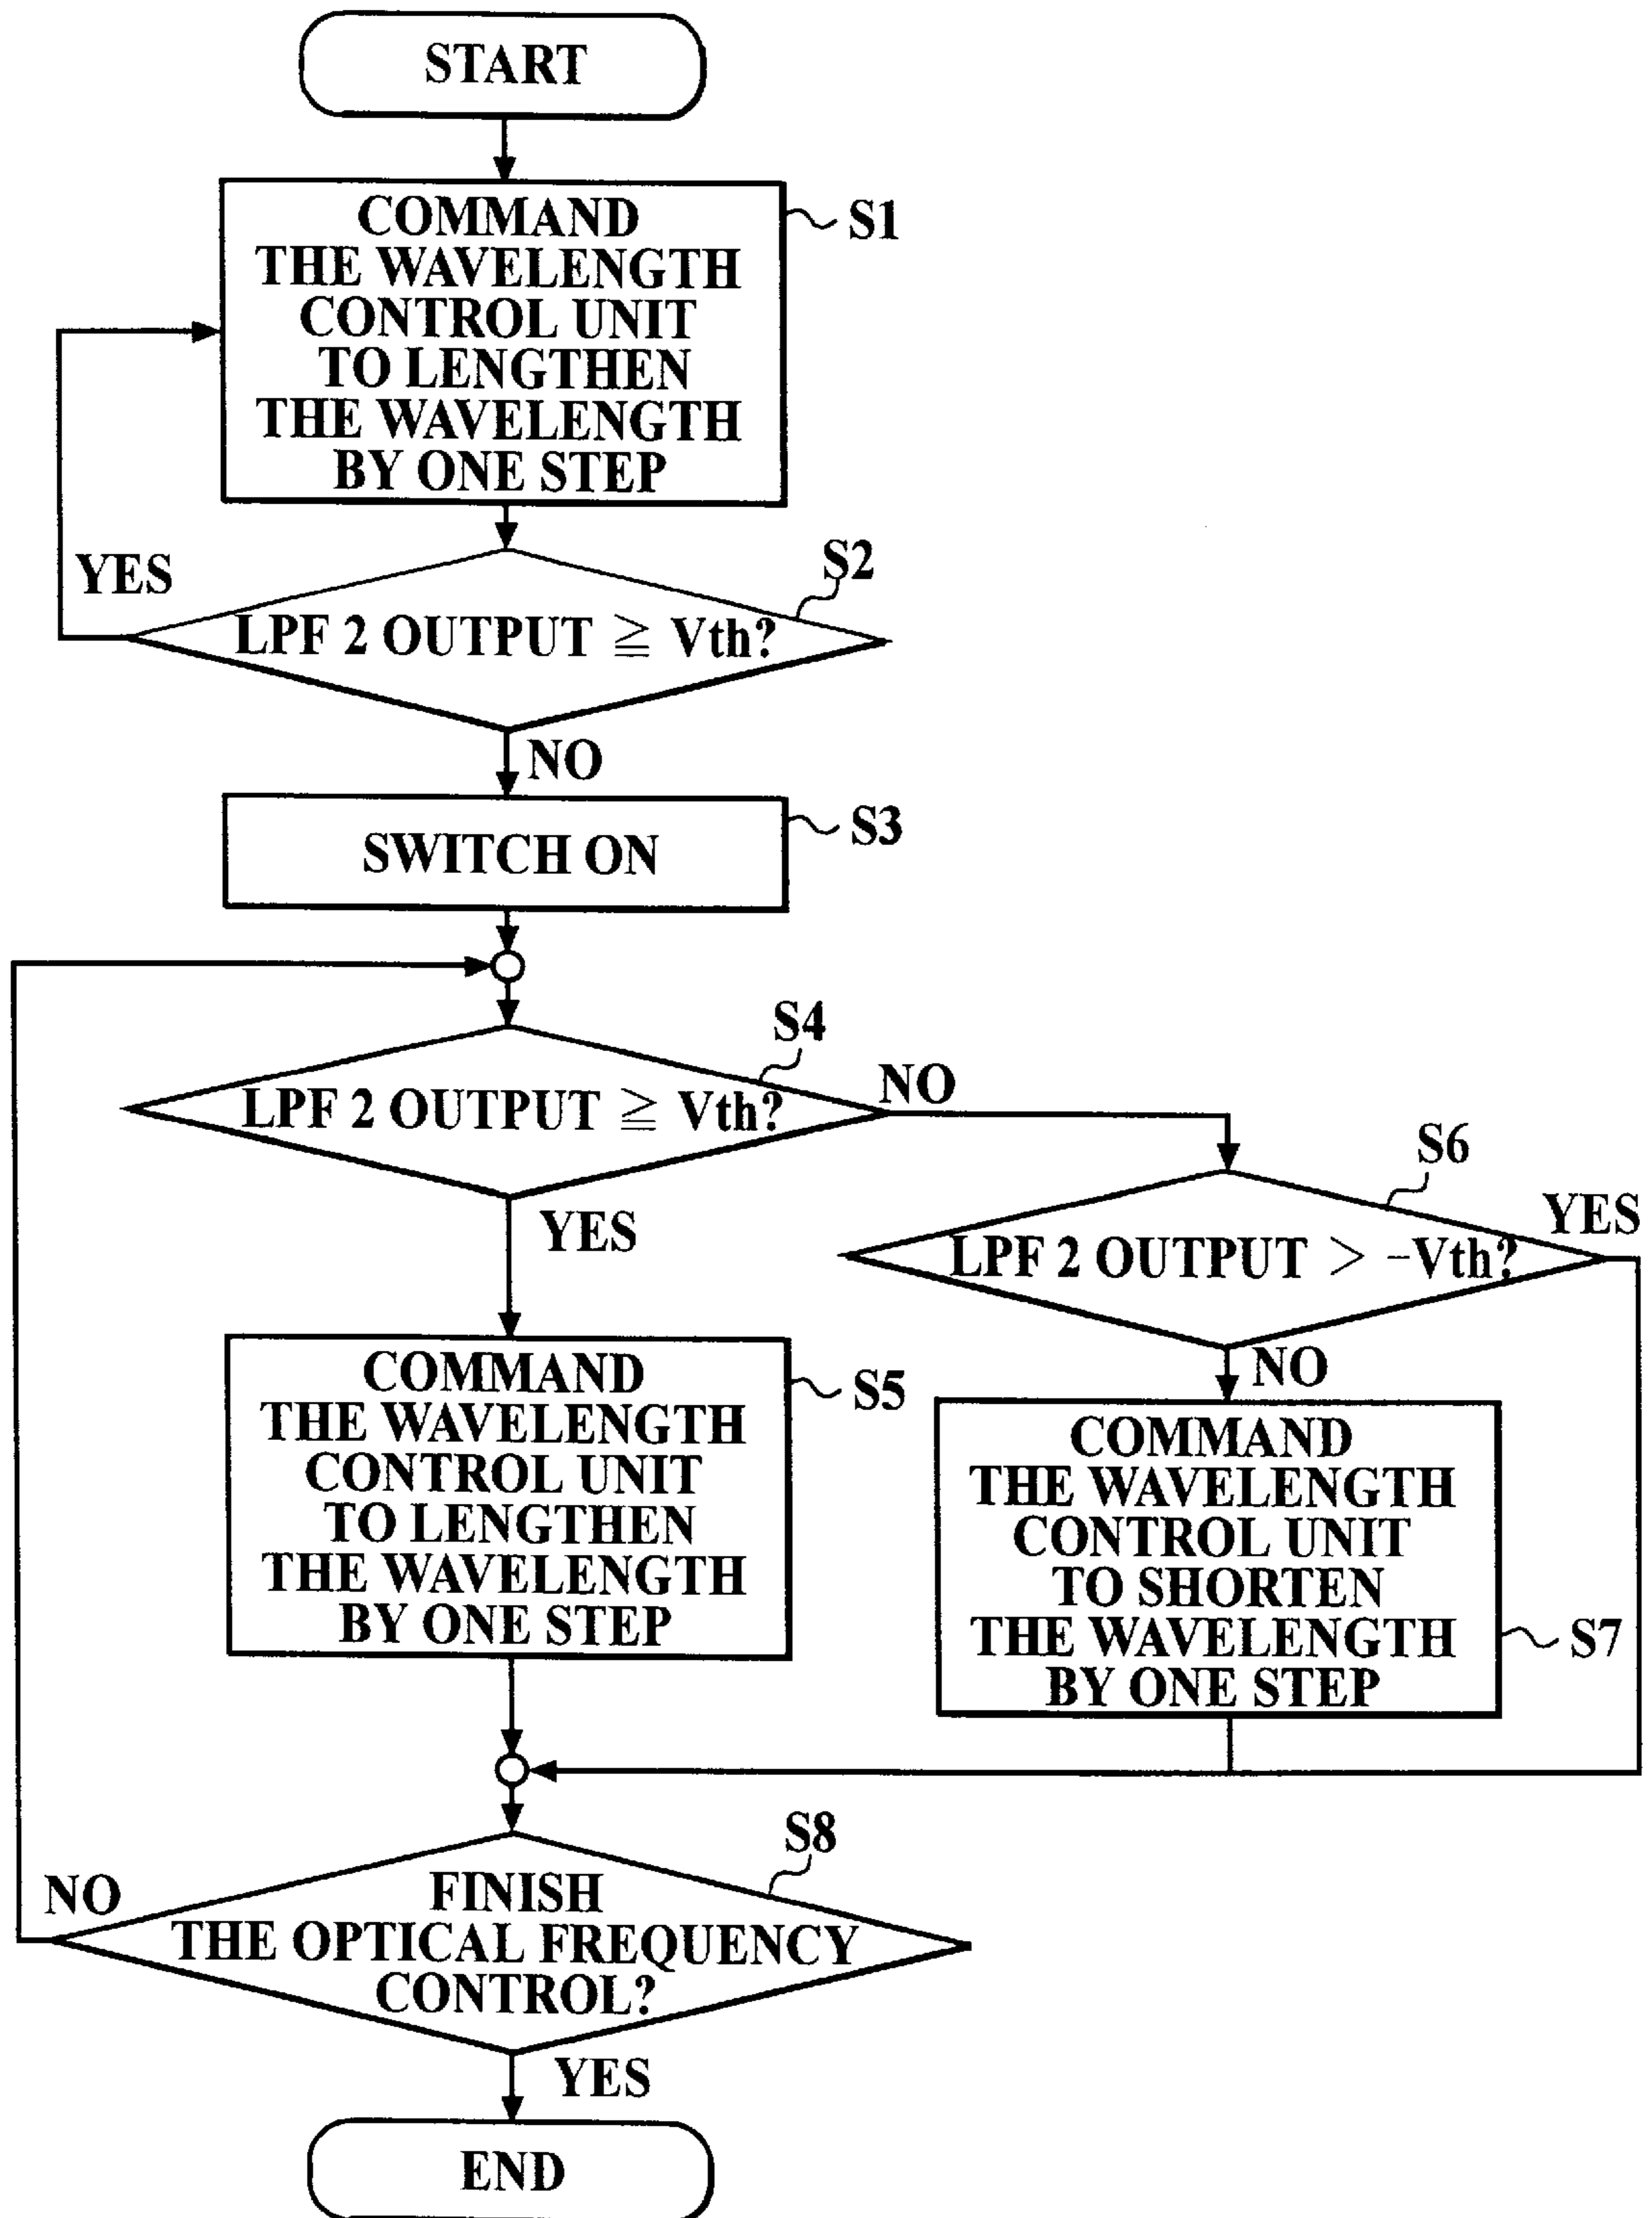 START
COMMAND
THE WAVELENGTH
CONTROL UNIT
TO LENGTHEN
THE WAVELENGTH
BY ONE STEP
S1
YES
S2
LPF 2 OUTPUT ≧ Vth?
NO
SWITCH ON
S3
S4
LPF 2 OUTPUT ≧ Vth?
NO
YES
S6
LPF 2 OUTPUT > -Vth?
YES
NO
COMMAND
THE WAVELENGTH
CONTROL UNIT
TO LENGTHEN
THE WAVELENGTH
BY ONE STEP
S5
COMMAND
THE WAVELENGTH
CONTROL UNIT
TO SHORTEN
THE WAVELENGTH
BY ONE STEP
S7
S8
NO
FINISH
THE OPTICAL FREQUENCY
CONTROL?
YES
END